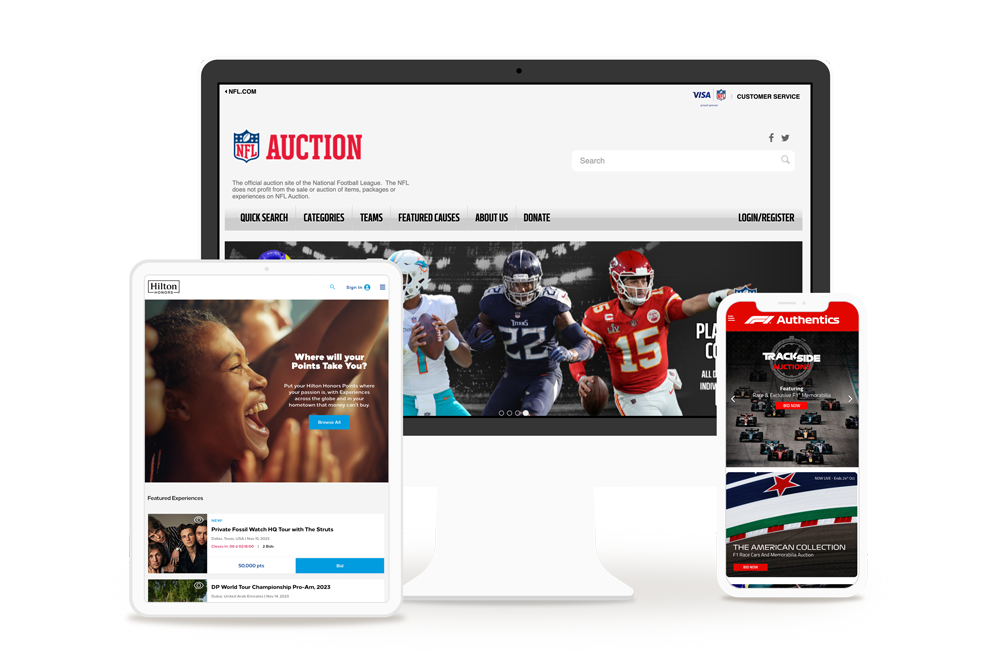 NFL.COM
VISA
NFL
CUSTOMER SERVICE
NFL
AUCTION
Search
The official auction site of the National Football League. The NFL
does not profit from the sale or auction of items, packages or
experiences on NFL Auction.
QUICK SEARCH
CATEGORIES
TEAMS
FEATURED CAUSES
ABOUT US
DONATE
LOGIN/REGISTER
TITANS
22
15
LIV
1
PLA
CO
ALL D
INDIV
Hilton
HONORS
Sign In
Where will your
Points Take You?
Put your Hilton Honors Points where
your passion is, with Experiences
across the globe and in your
hometown that money can't buy.
Browse All
Featured Experiences
NEW!
Private Fossil Watch HQ Tour with The Struts
Dallas, Texas, USA | Nov 15, 2023
2 Bids
50,000 pts
Bid
DP World Tour Championship Pro-Am, 2023
Dubai, United Arab Emirates | Nov 14, 2023
F1 Authentics
TRACKSIDE
AUCTIONS
Featuring
Race & Exclusive F1® Memorabilia
BID NOW
NOW LIVE - Ends 24th Oct
THE AMERICAN COLLECTION
F1 Race Cars And Memorabilia Auction
BID NOW